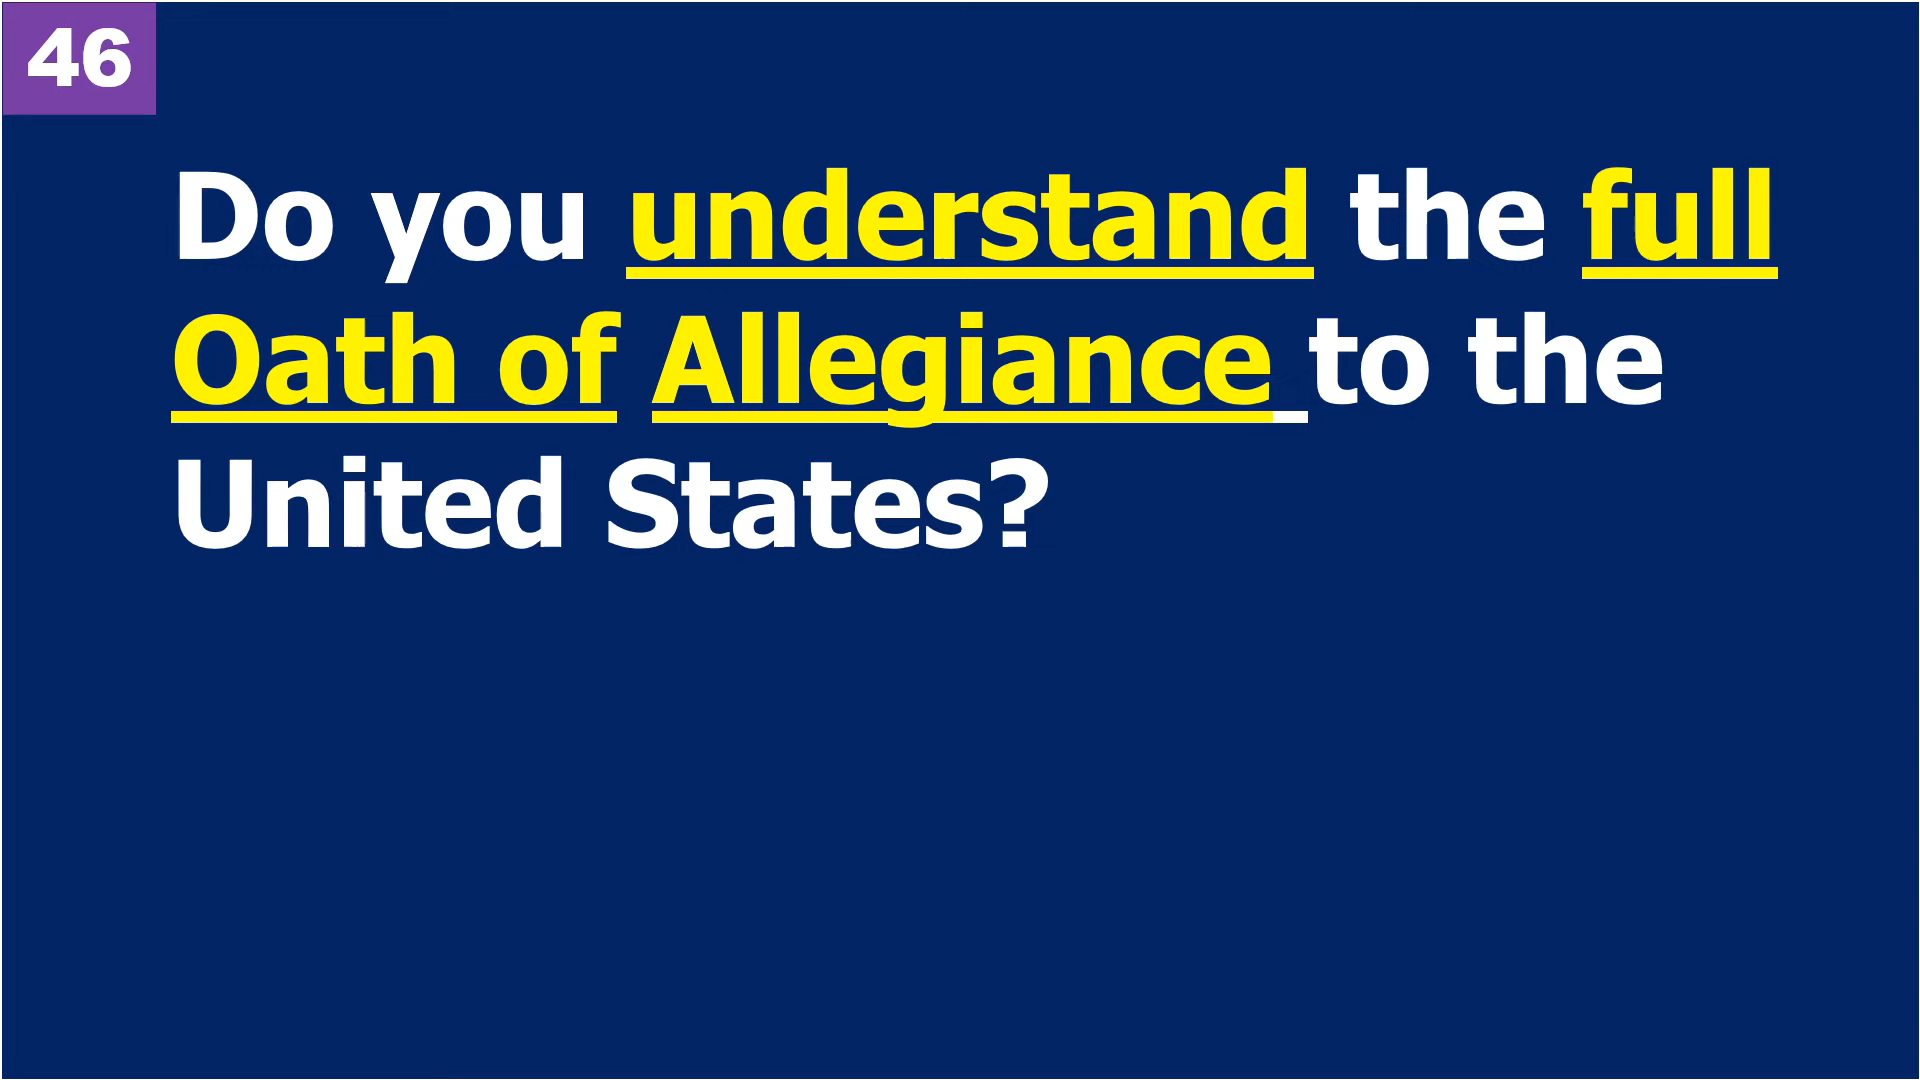 46
Do you understand the full
Oath of Allegiance to the
United States?